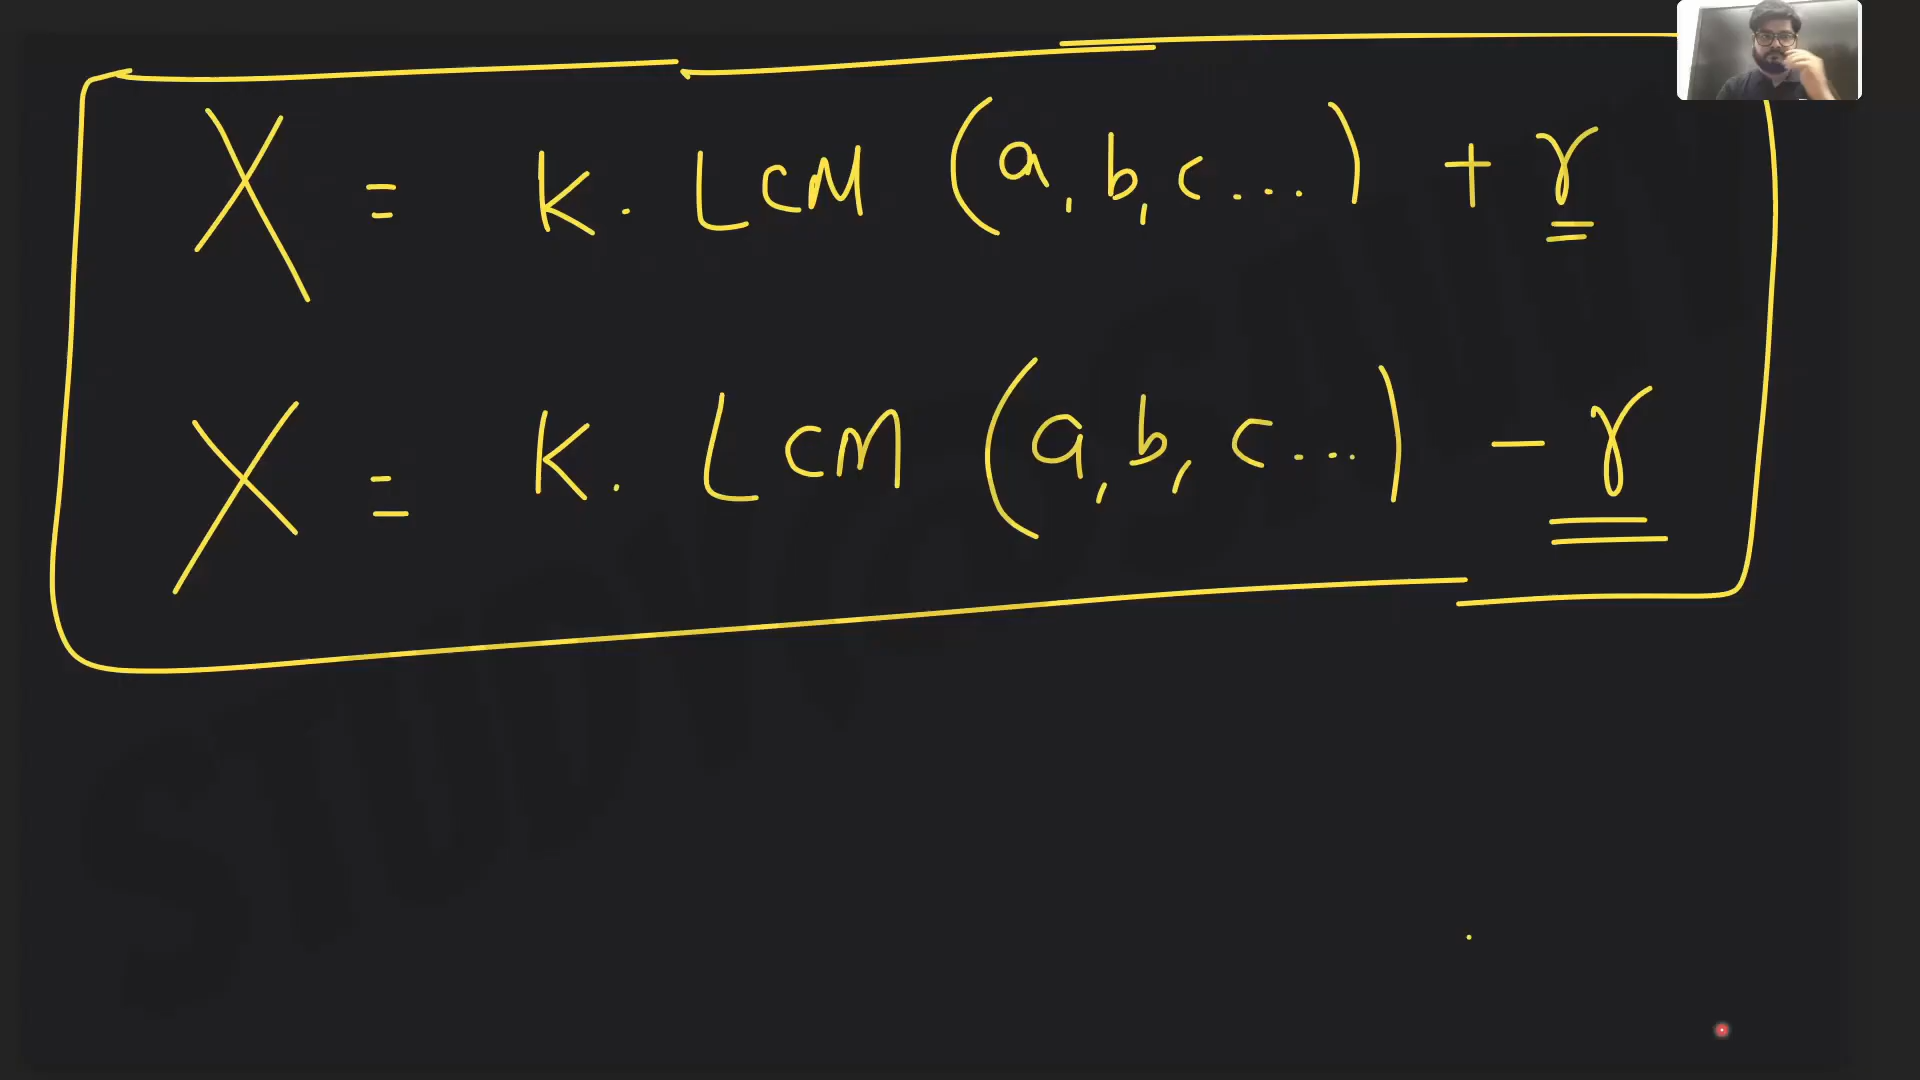 X = K. LCM (a, b, c ...) + r
X = K. LCM (a, b, c ...) - r